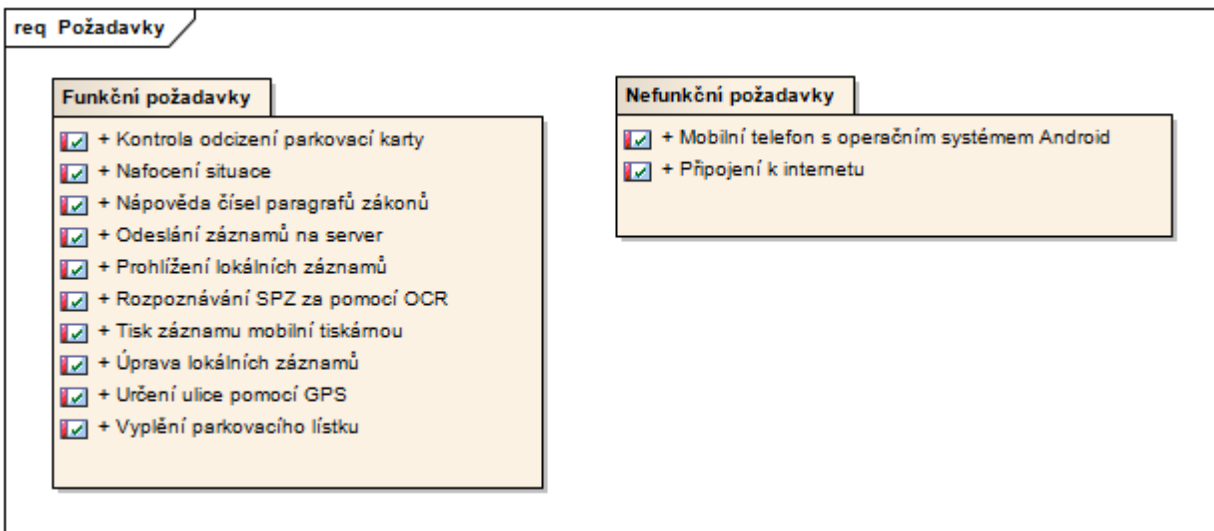 req Požadavky
Funkční požadavky
+ Kontrola odcizení parkovací karty
+ Nafocení situace
+ Nápověda čísel paragrafů zákonů
+ Odeslání záznamů na server
+ Prohlížení lokálních záznamů
+ Rozpoznávání SPZ za pomocí OCR
+ Tisk záznamu mobilní tiskárnou
+ Úprava lokálních záznamů
+ Určení ulice pomocí GPS
+ Vyplění parkovacího lístku
Nefunkční požadavky
+ Mobilní telefon s operačním systémem Android
+ Připojení k internetu